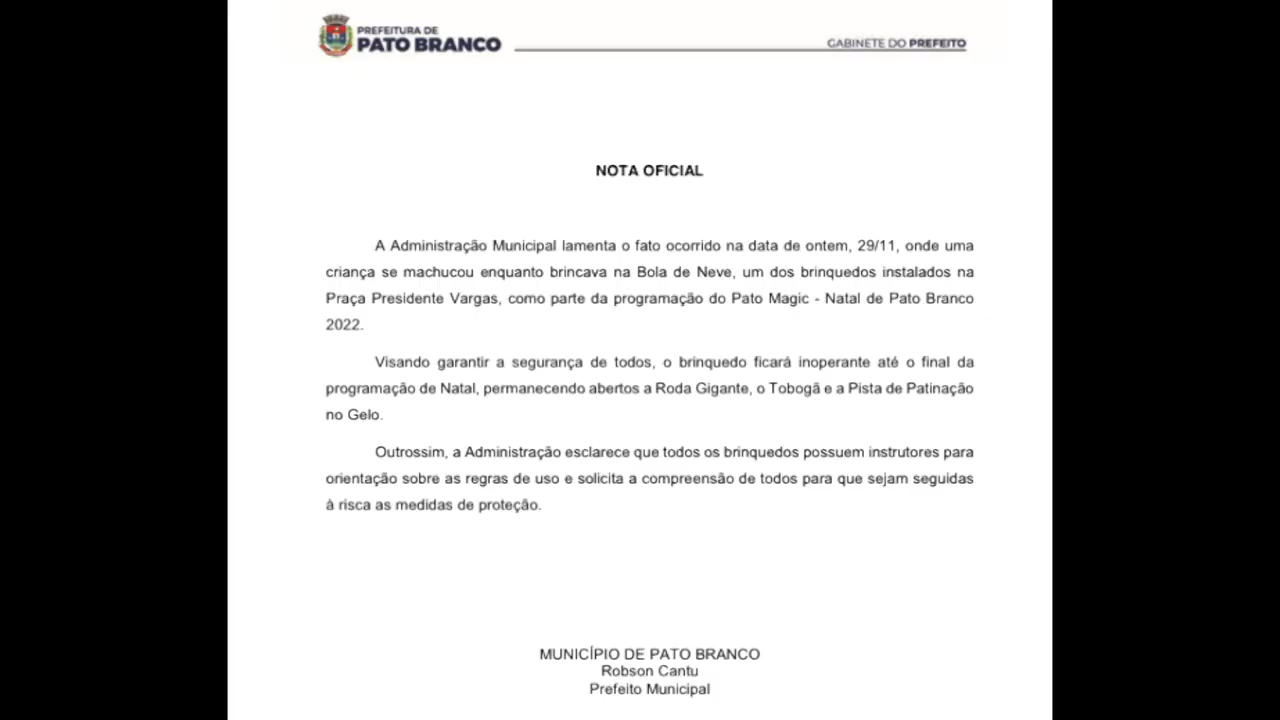 PREFEITURA DE
PATO BRANCO
GABINETE DO PREFEITO
NOTA OFICIAL
A Administração Municipal lamenta o fato ocorrido na data de ontem, 29/11, onde uma
criança se machucou enquanto brincava na Bola de Neve, um dos brinquedos instalados na
Praça Presidente Vargas, como parte da programação do Pato Magic - Natal de Pato Branco
2022.
Visando garantir a segurança de todos, o brinquedo ficará inoperante até o final da
programação de Natal, permanecendo abertos a Roda Gigante, o Tobogã e a Pista de Patinação
no Gelo.
Outrossim, a Administração esclarece que todos os brinquedos possuem instrutores para
orientação sobre as regras de uso e solicita a compreensão de todos para que sejam seguidas
à risca as medidas de proteção.
MUNICÍPIO DE PATO BRANCO
Robson Cantu
Prefeito Municipal